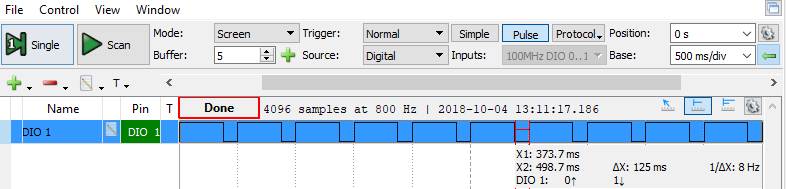 File Control View Window
Single Scan Mode: Screen Trigger: Normal Simple Pulse Protocol Position: 0 s
Buffer: 5 Source: Digital Inputs: 100MHz DIO 0..1 Base: 500 ms/div
T
Name Pin T Done 4096 samples at 800 Hz | 2018-10-04 13:11:17.186
DIO 1 DIO 1
X1: 373.7 ms
X2: 498.7 ms ΔX: 125 ms 1/ΔX: 8 Hz
DIO 1: 0↑ 1↓